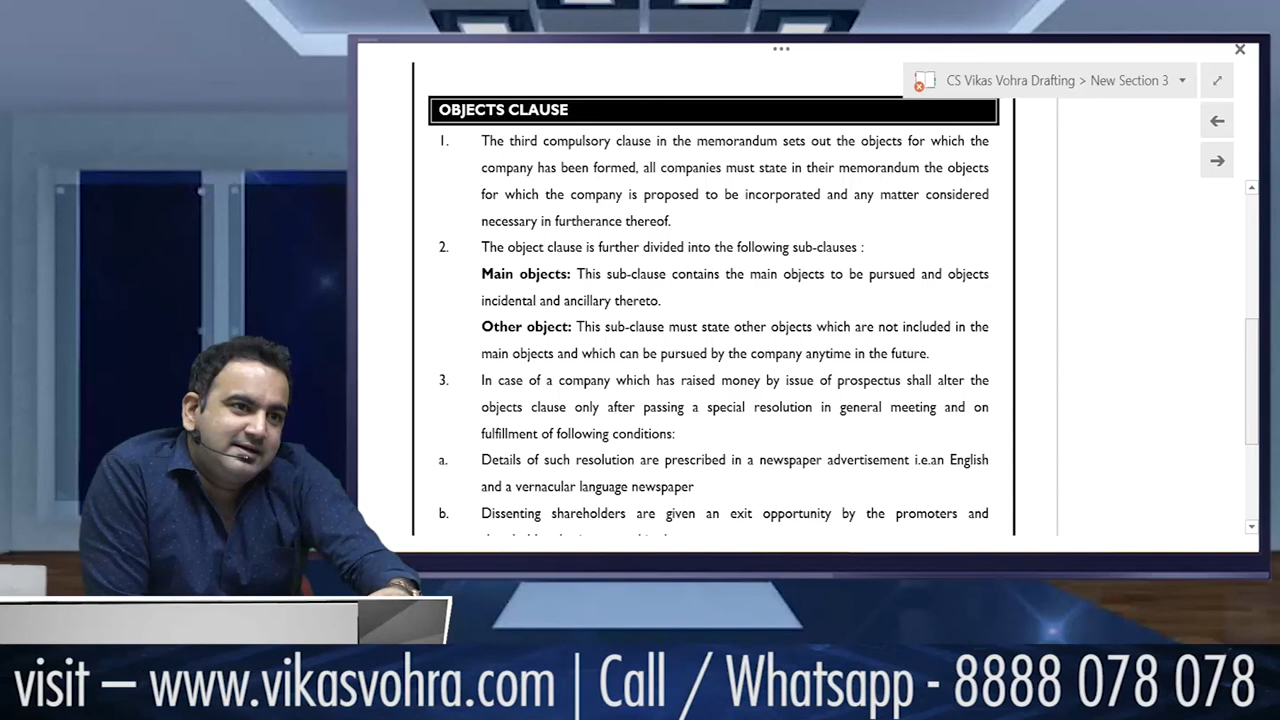 CS Vikas Vohra Drafting > New Section 3
OBJECTS CLAUSE
1. The third compulsory clause in the memorandum sets out the objects for which the
company has been formed, all companies must state in their memorandum the objects
for which the company is proposed to be incorporated and any matter considered
necessary in furtherance thereof.
2. The object clause is further divided into the following sub-clauses :
Main objects: This sub-clause contains the main objects to be pursued and objects
incidental and ancillary thereto.
Other object: This sub-clause must state other objects which are not included in the
main objects and which can be pursued by the company anytime in the future.
3. In case of a company which has raised money by issue of prospectus shall alter the
objects clause only after passing a special resolution in general meeting and on
fulfillment of following conditions:
a. Details of such resolution are prescribed in a newspaper advertisement i.e.an English
and a vernacular language newspaper
b. Dissenting shareholders are given an exit opportunity by the promoters and
visit – www.vikasvohra.com | Call / Whatsapp - 8888 078 078